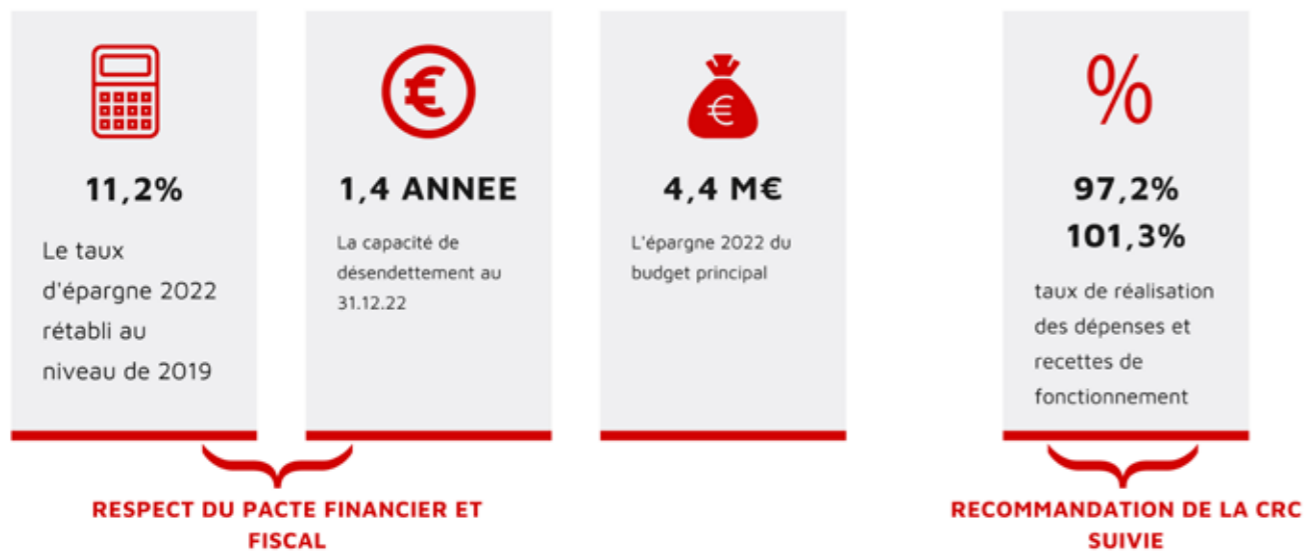 11,2%
Le taux
d'épargne 2022
rétabli au
niveau de 2019
1,4 ANNEE
La capacité de
désendettement au
31.12.22
4,4 M€
L'épargne 2022 du
budget principal
%
97,2%
101,3%
taux de réalisation
des dépenses et
recettes de
fonctionnement
RESPECT DU PACTE FINANCIER ET
FISCAL
RECOMMANDATION DE LA CRC
SUIVIE